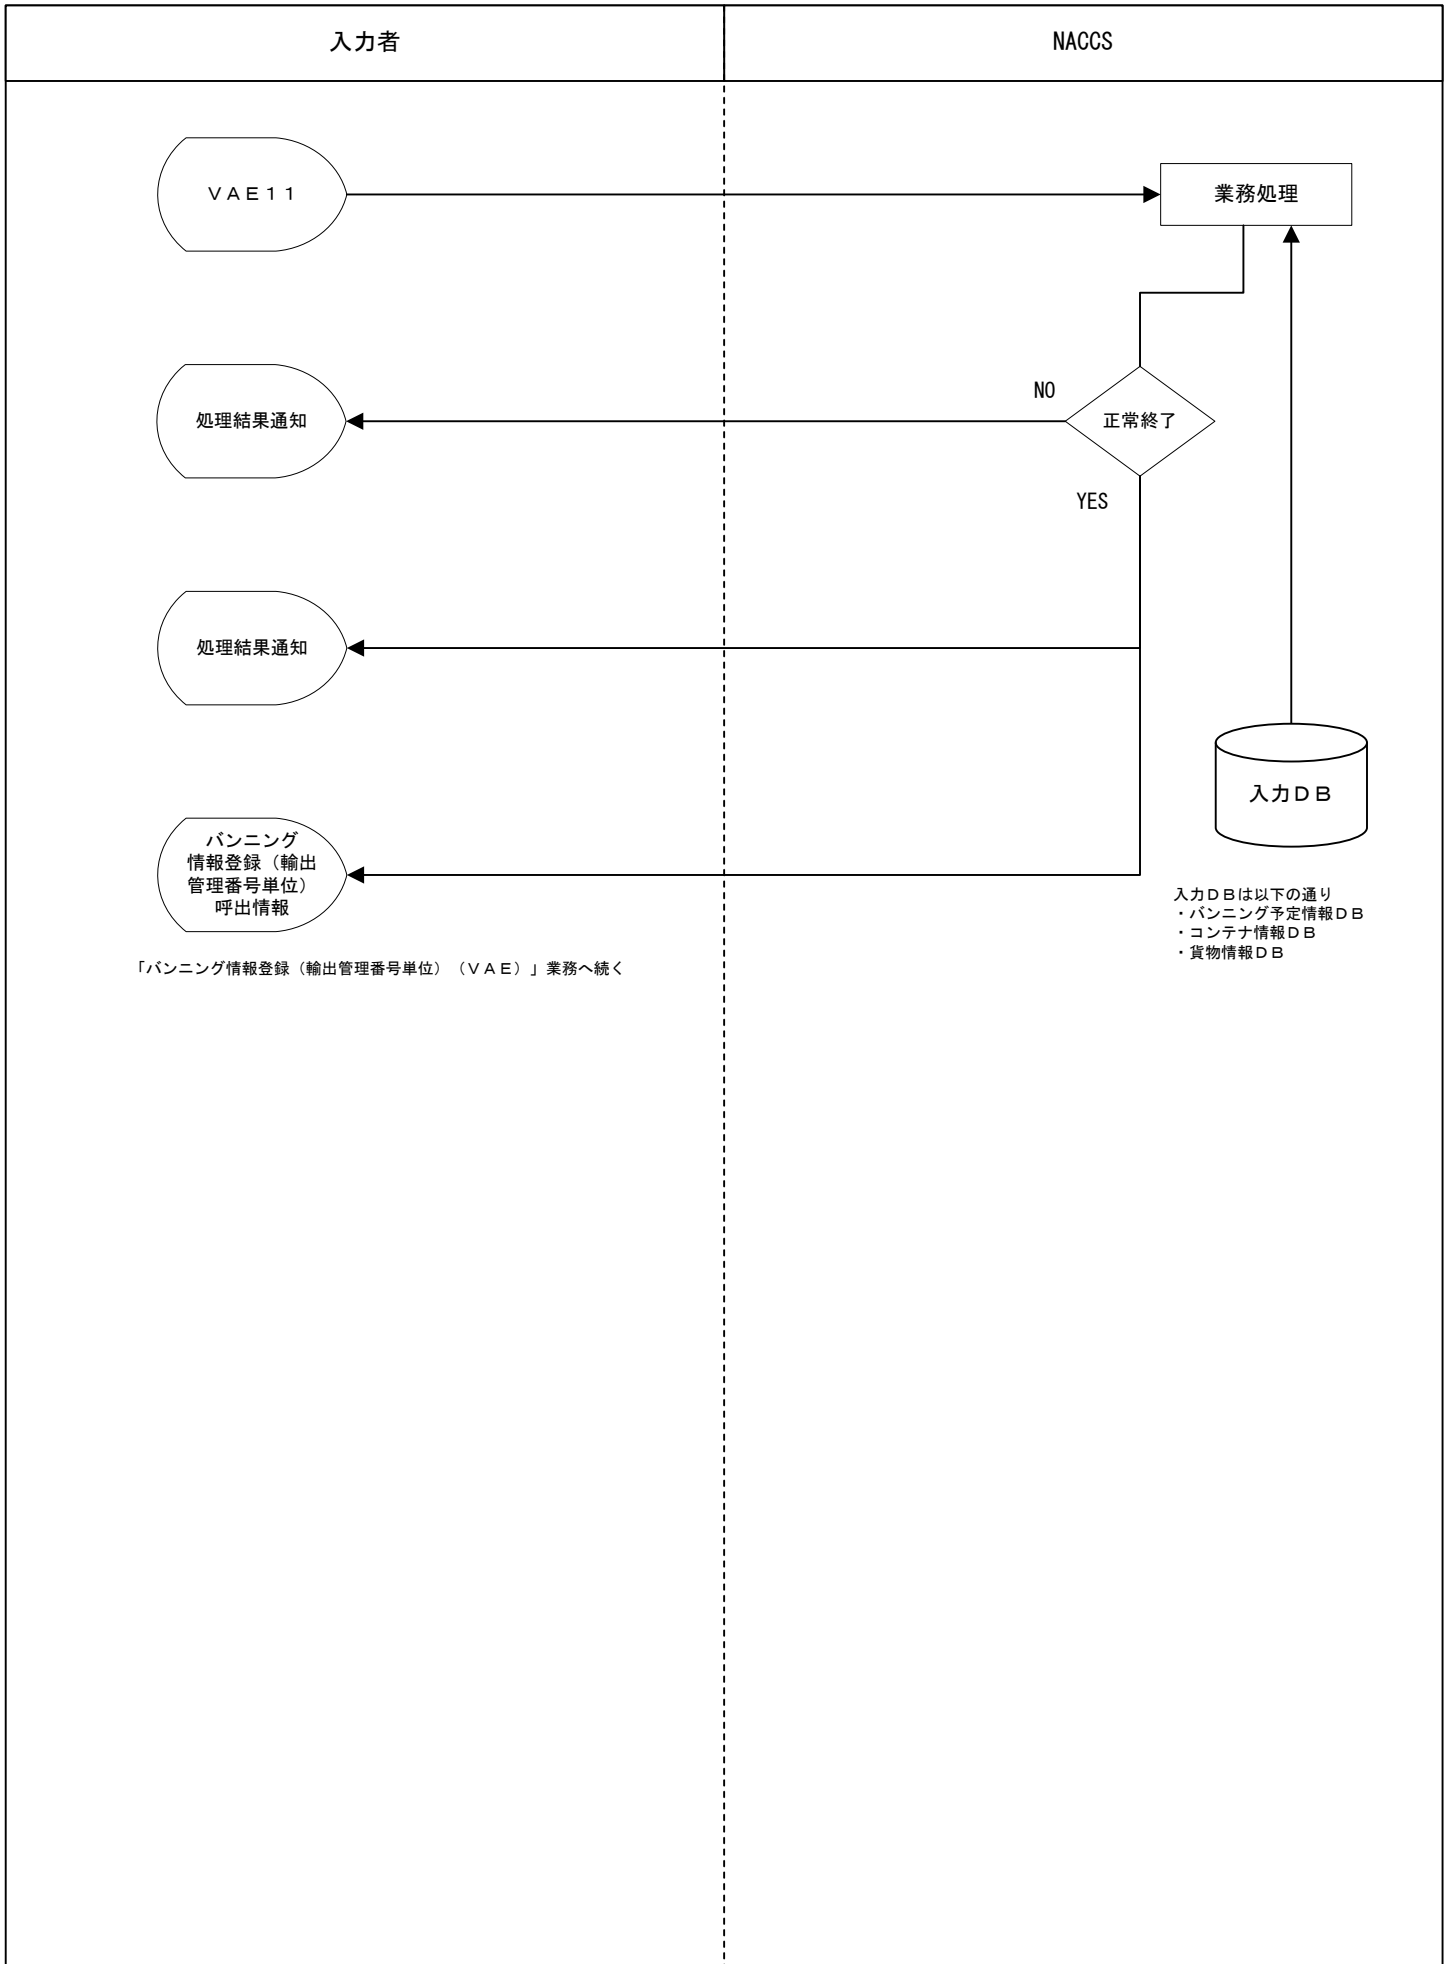 入力者
NACCS
ＶＡＥ１１
業務処理
NO
処理結果通知
正常終了
YES
処理結果通知
入力ＤＢ
バンニング
情報登録（輸出
管理番号単位）
呼出情報
入力ＤＢは以下の通り
・バンニング予定情報ＤＢ
・コンテナ情報ＤＢ
・貨物情報ＤＢ
「バンニング情報登録（輸出管理番号単位）（ＶＡＥ）」業務へ続く